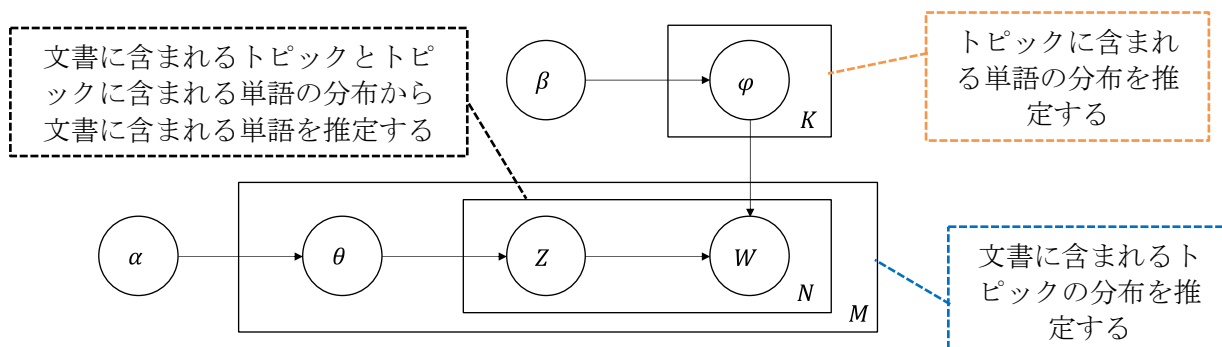 文書に含まれるトピックとトピ
ックに含まれる単語の分布から
文書に含まれる単語を推定する
β
φ
K
トピックに含まれ
る単語の分布を推
定する
α
θ
Z
W
N
M
文書に含まれるト
ピックの分布を推
定する